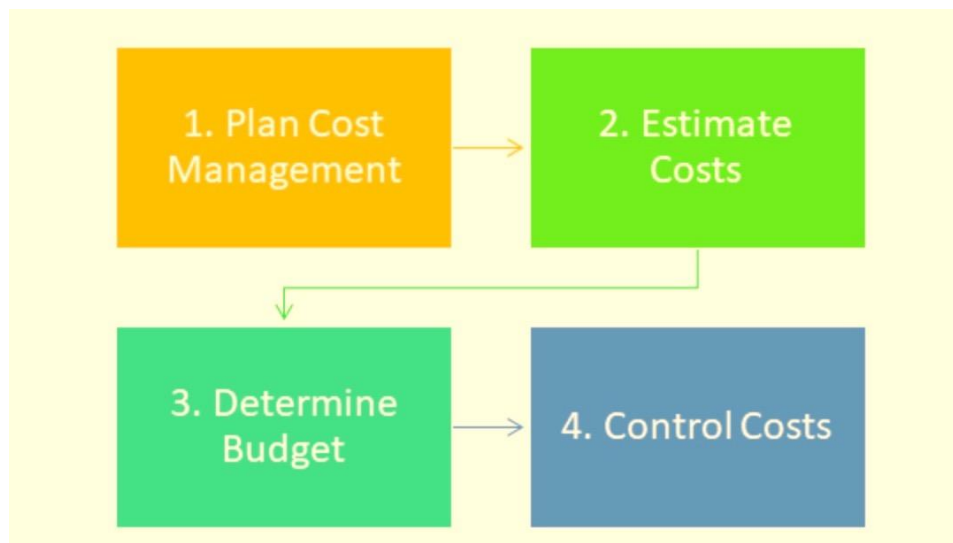 1. Plan Cost
Management
2. Estimate
Costs
3. Determine
Budget
4. Control Costs